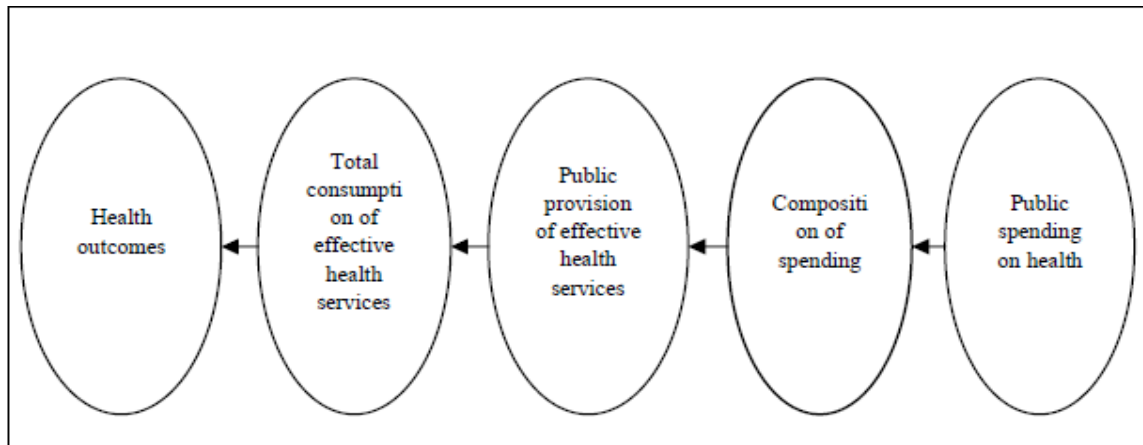 Health
outcomes
Total
consumpti
on of
effective
health
services
Public
provision
of effective
health
services
Compositi
on of
spending
Public
spending
on health